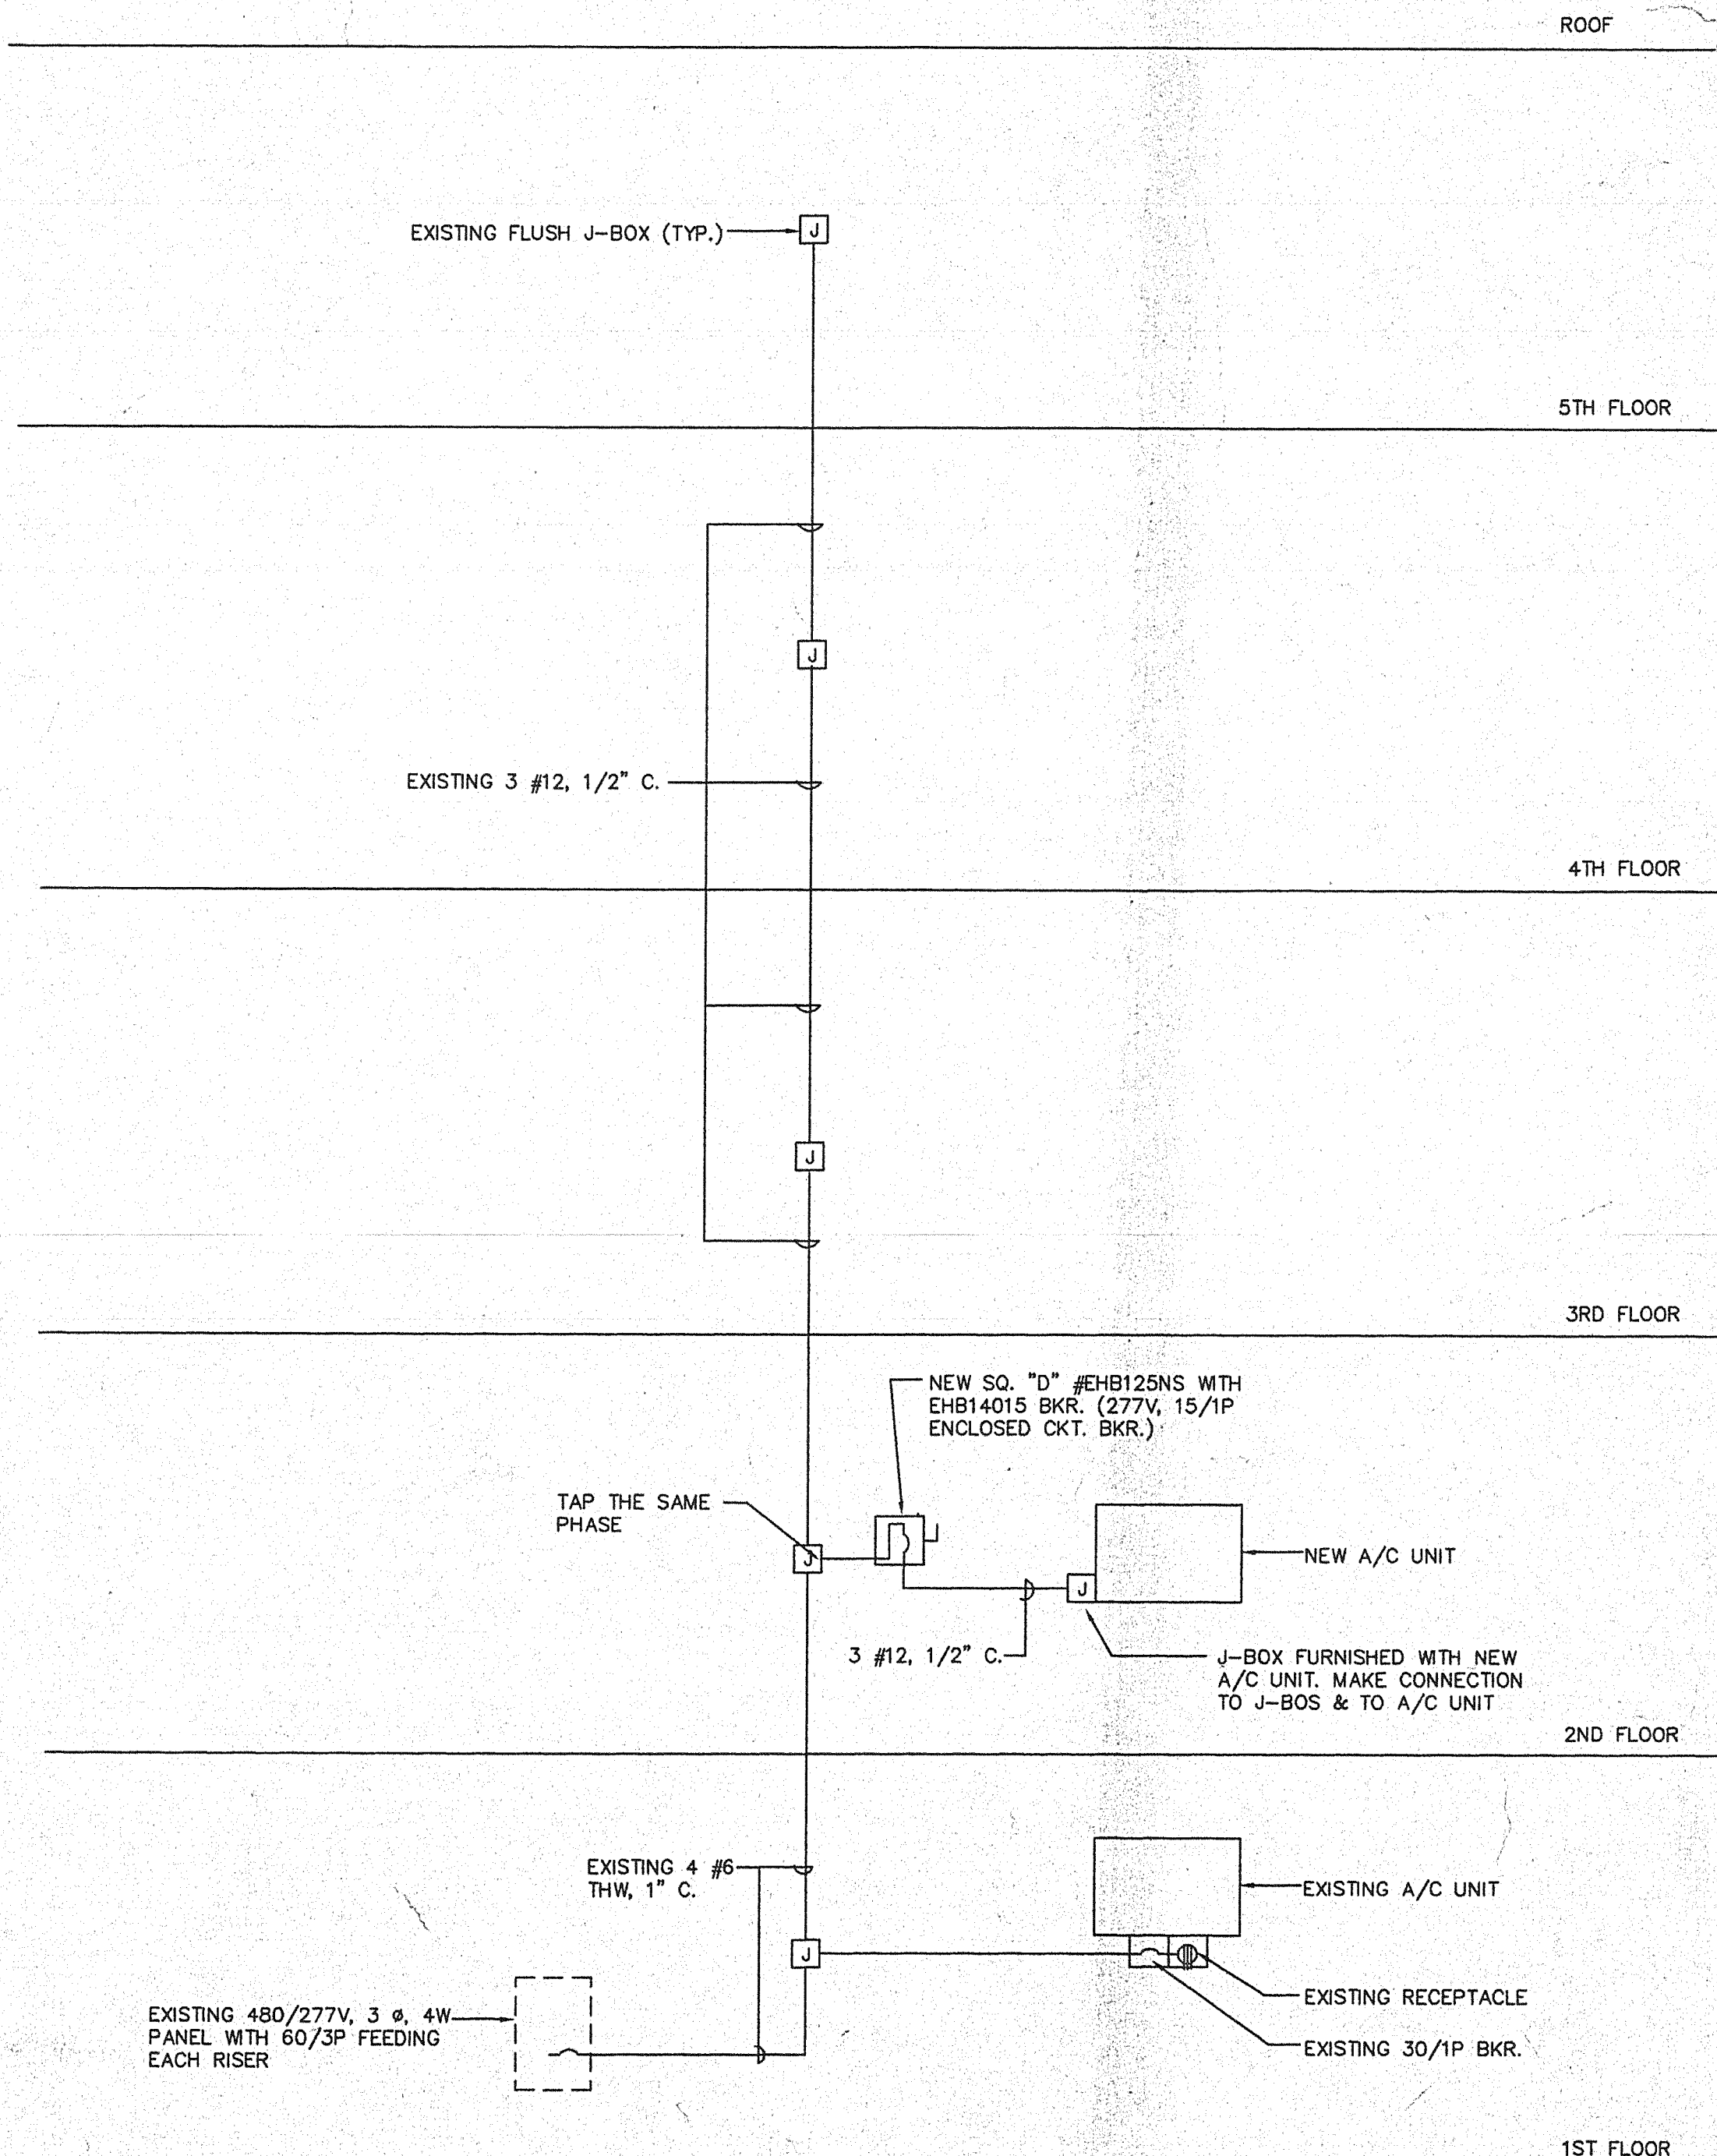 ROOF
EXISTING FLUSH J-BOX (TYP.)
J
5TH FLOOR
J
EXISTING 3 #12, 1/2" C.
4TH FLOOR
J
3RD FLOOR
NEW SQ. "D" #EHB125NS WITH
EHB14015 BKR. (277V, 15/1P
ENCLOSED CKT. BKR.)
TAP THE SAME
PHASE
J
NEW A/C UNIT
J
3 #12, 1/2" C.
J-BOX FURNISHED WITH NEW
A/C UNIT. MAKE CONNECTION
TO J-BOS & TO A/C UNIT
2ND FLOOR
EXISTING 4 #6
THW, 1" C.
EXISTING A/C UNIT
J
EXISTING RECEPTACLE
EXISTING 480/277V, 3 ø, 4W
PANEL WITH 60/3P FEEDING
EACH RISER
EXISTING 30/1P BKR.
1ST FLOOR